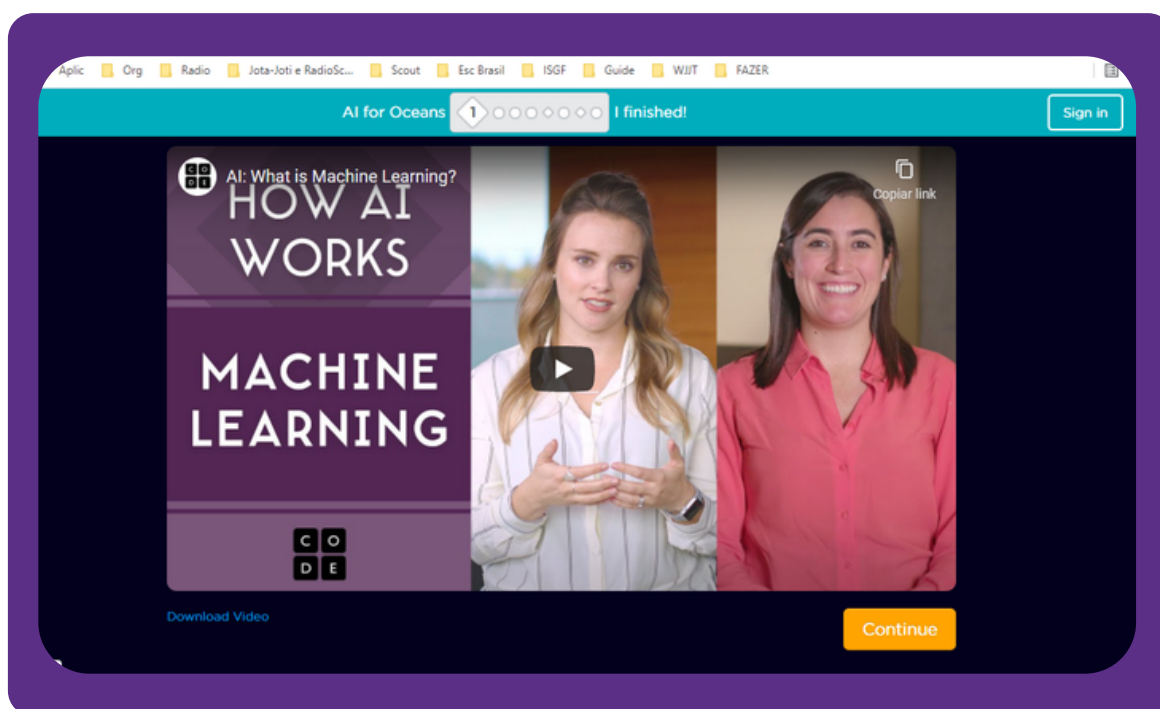 Aplic Org Radio Jota-Joti e RadioSc... Scout Esc Brasil ISGF Guide WJJT FAZER
AI for Oceans 1 I finished! Sign in
AI: What is Machine Learning?
Copiar link
HOW AI
WORKS
MACHINE
LEARNING
C O
D E
Download Video
Continue